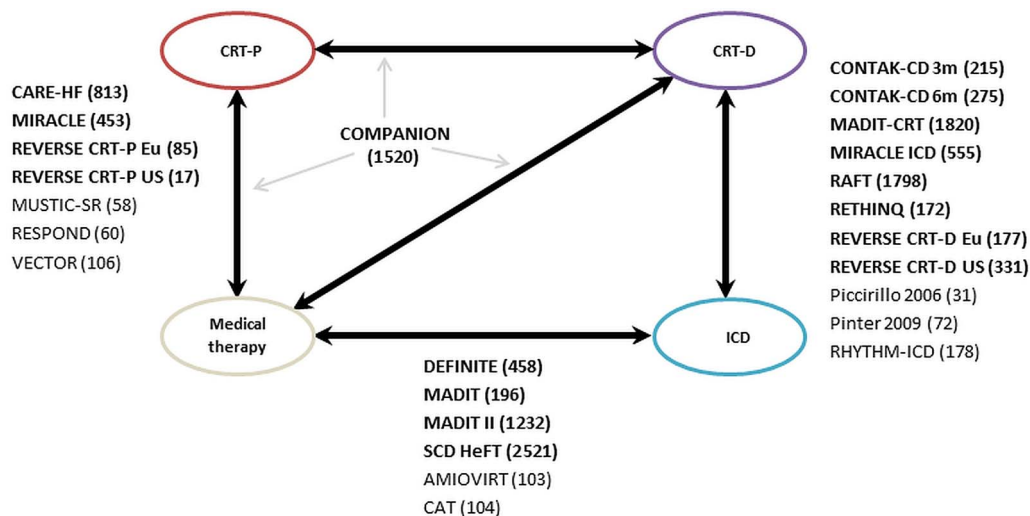 CRT-P
CRT-D
CARE-HF (813)
MIRACLE (453)
REVERSE CRT-P Eu (85)
REVERSE CRT-P US (17)
MUSTIC-SR (58)
RESPOND (60)
VECTOR (106)
COMPANION
(1520)
CONTAK-CD 3m (215)
CONTAK-CD 6m (275)
MADIT-CRT (1820)
MIRACLE ICD (555)
RAFT (1798)
RETHINQ (172)
REVERSE CRT-D Eu (177)
REVERSE CRT-D US (331)
Piccirillo 2006 (31)
Pinter 2009 (72)
RHYTHM-ICD (178)
Medical
therapy
ICD
DEFINITE (458)
MADIT (196)
MADIT II (1232)
SCD HeFT (2521)
AMIOVIRT (103)
CAT (104)